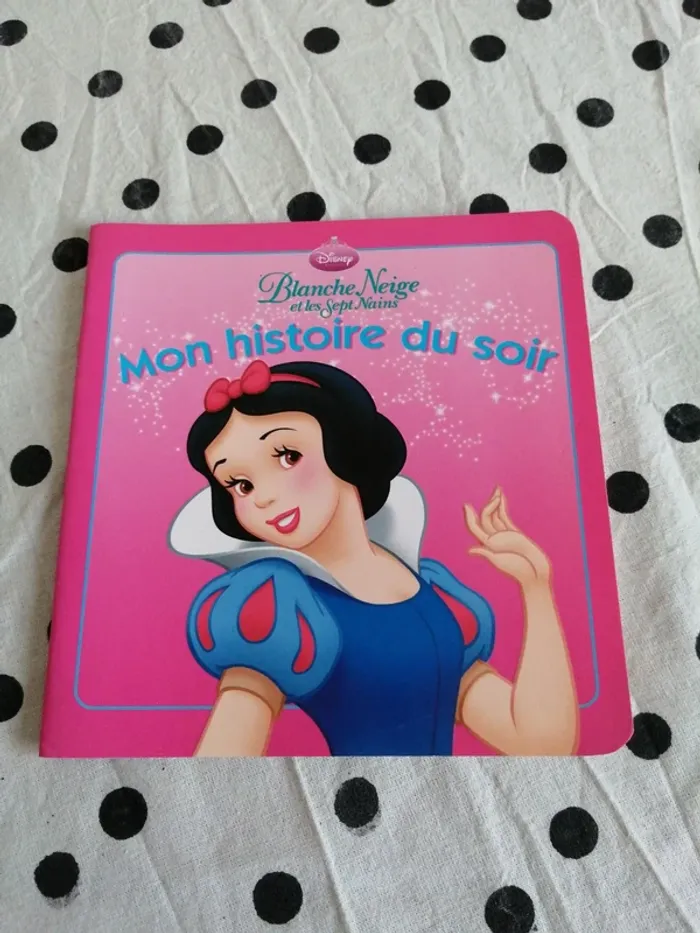 Disney
Blanche Neige
et les Sept Nains
Mon histoire du soir